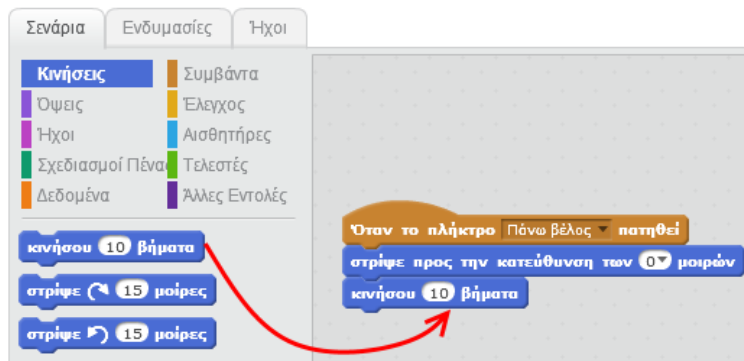 Σενάρια Ενδυμασίες Ήχοι
Κινήσεις Συμβάντα
Όψεις Έλεγχος
Ήχοι Αισθητήρες
Σχεδιασμοί Πένας Τελεστές
Δεδομένα Άλλες Εντολές
κινήσου 10 βήματα
στρίψε 15 μοίρες
στρίψε 15 μοίρες
Όταν το πλήκτρο Πάνω βέλος πατηθεί
στρίψε προς την κατεύθυνση των 0 μοιρών
κινήσου 10 βήματα